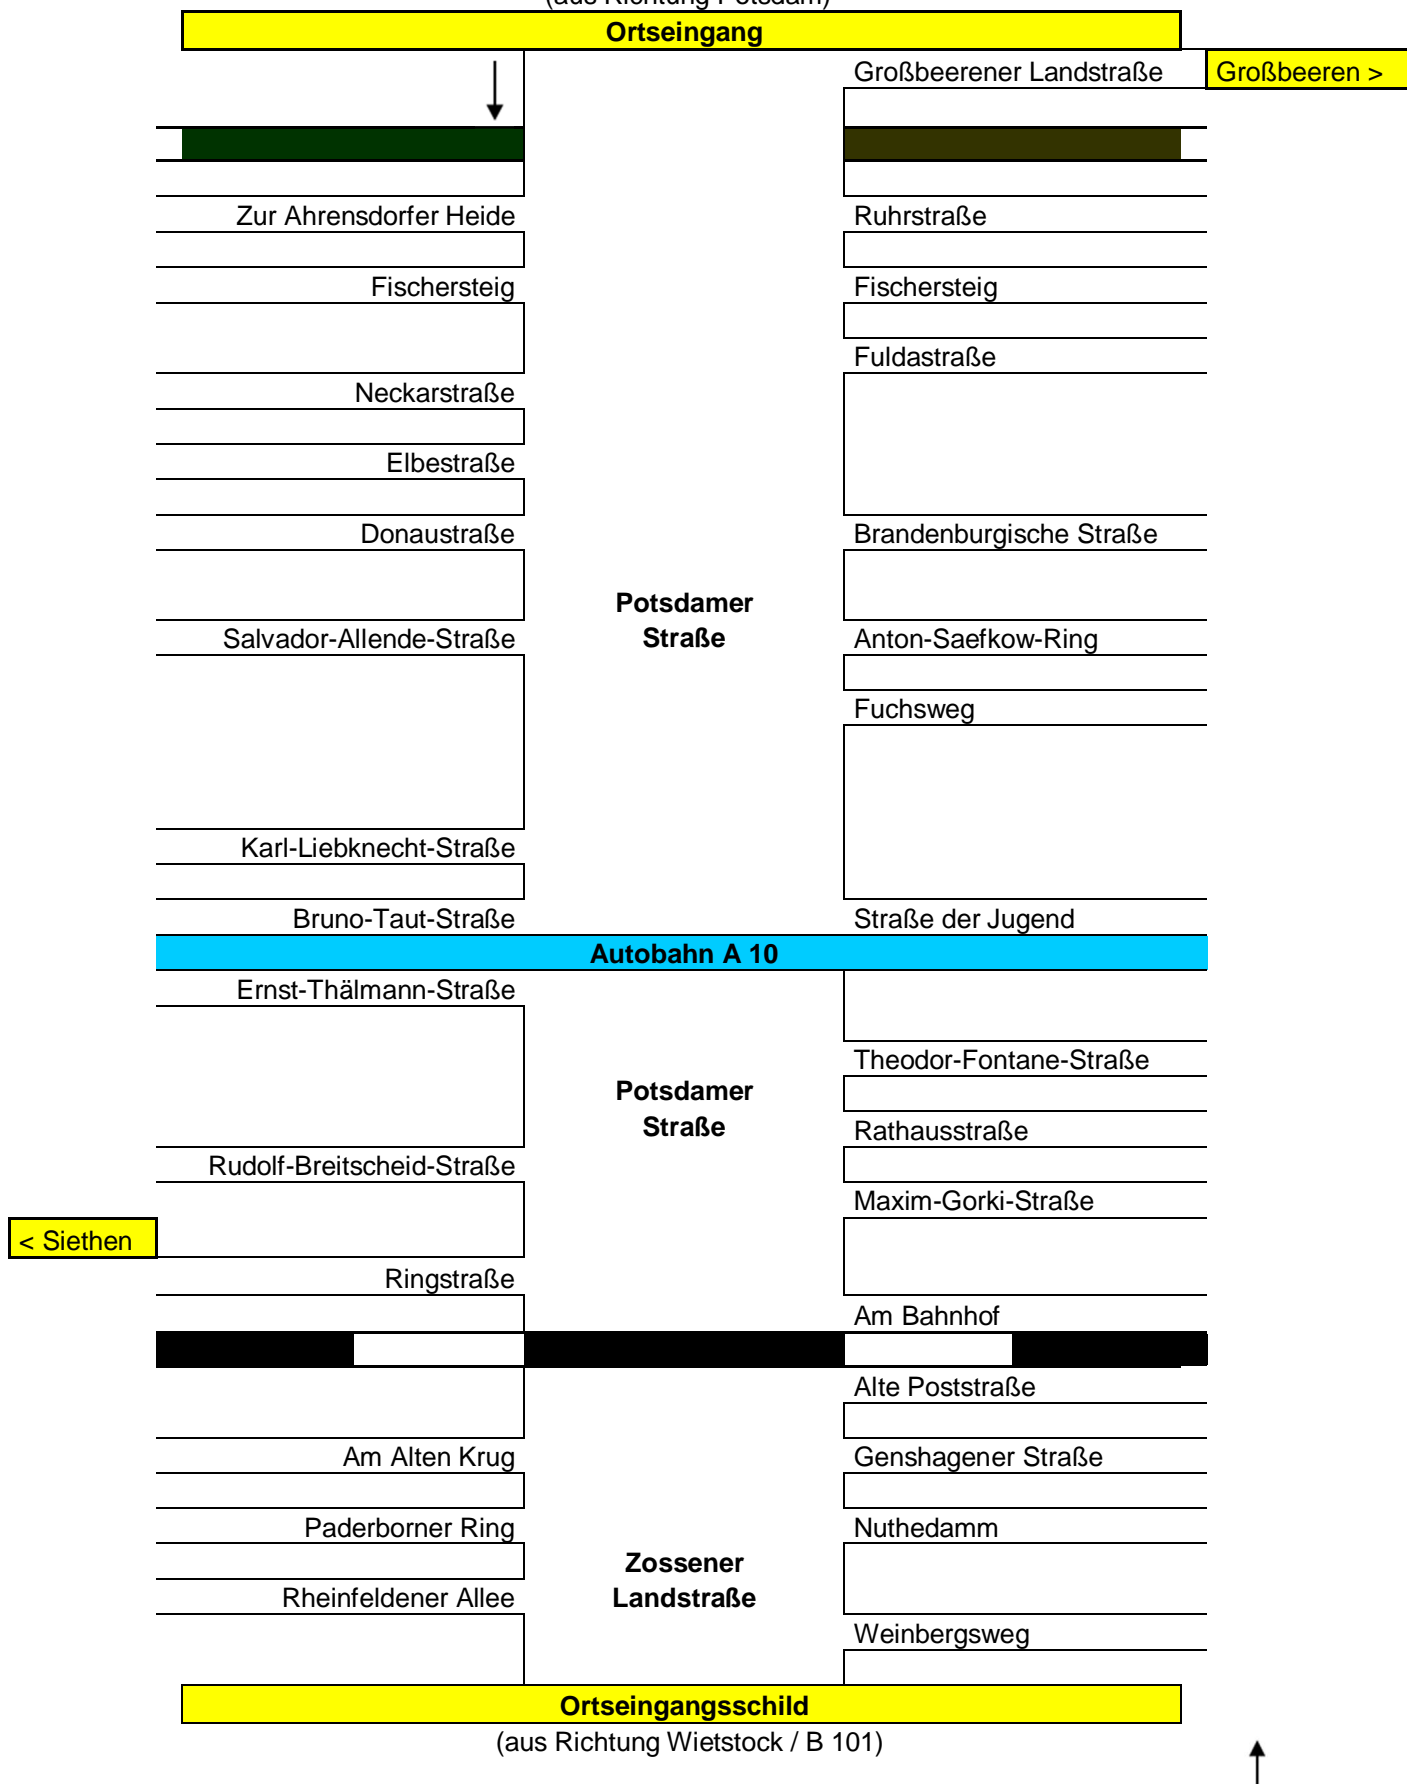 (aus Richtung Potsdam)
Ortseingang
Großbeerener Landstraße
Großbeeren >
Zur Ahrensdorfer Heide
Ruhrstraße
Fischersteig
Fischersteig
Fuldastraße
Neckarstraße
Elbestraße
Donaustraße
Brandenburgische Straße
Potsdamer
Straße
Salvador-Allende-Straße
Anton-Saefkow-Ring
Fuchsweg
Karl-Liebknecht-Straße
Bruno-Taut-Straße
Straße der Jugend
Autobahn A 10
Ernst-Thälmann-Straße
Theodor-Fontane-Straße
Potsdamer
Straße
Rathausstraße
Rudolf-Breitscheid-Straße
Maxim-Gorki-Straße
< Siethen
Ringstraße
Am Bahnhof
Alte Poststraße
Am Alten Krug
Genshagener Straße
Paderborner Ring
Nuthedamm
Zossener
Landstraße
Rheinfeldener Allee
Weinbergsweg
Ortseingangsschild
(aus Richtung Wietstock / B 101)